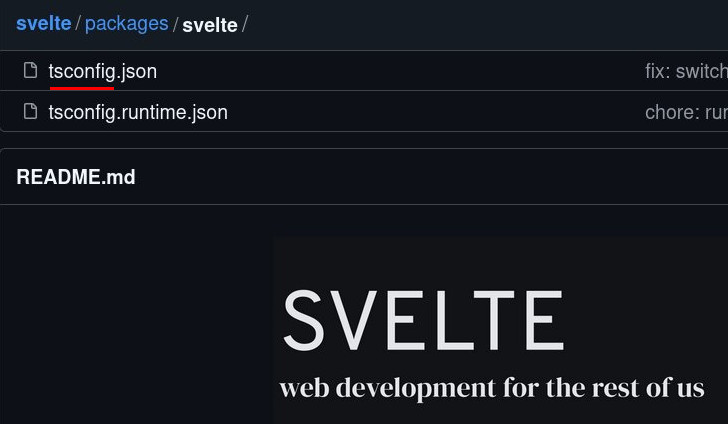 svelte / packages / svelte /
tsconfig.json fix: switch
tsconfig.runtime.json chore: run
README.md
SVELTE
web development for the rest of us